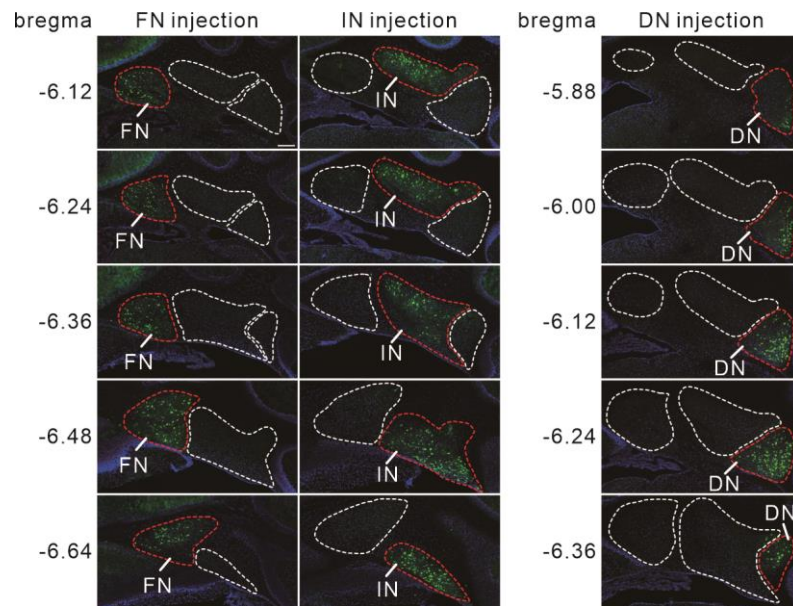 bregma FN injection IN injection DN injection
-6.12 FN IN -5.88 DN
-6.24 FN IN -6.00 DN
-6.36 FN IN -6.12 DN
-6.48 FN IN -6.24 DN
-6.64 FN IN -6.36 DN